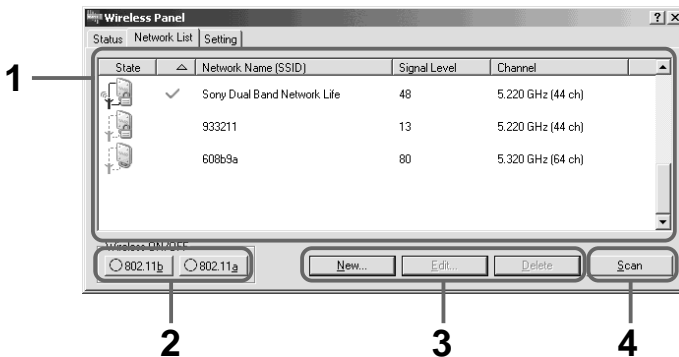 Wireless Panel
Status Network List Setting
1
State Network Name (SSID) Signal Level Channel
Sony Dual Band Network Life 48 5.220 GHz (44 ch)
933211 13 5.220 GHz (44 ch)
608b9a 80 5.320 GHz (64 ch)
Wireless ON/OFF
802.11b 802.11a New... Edit... Delete Scan
2 3 4